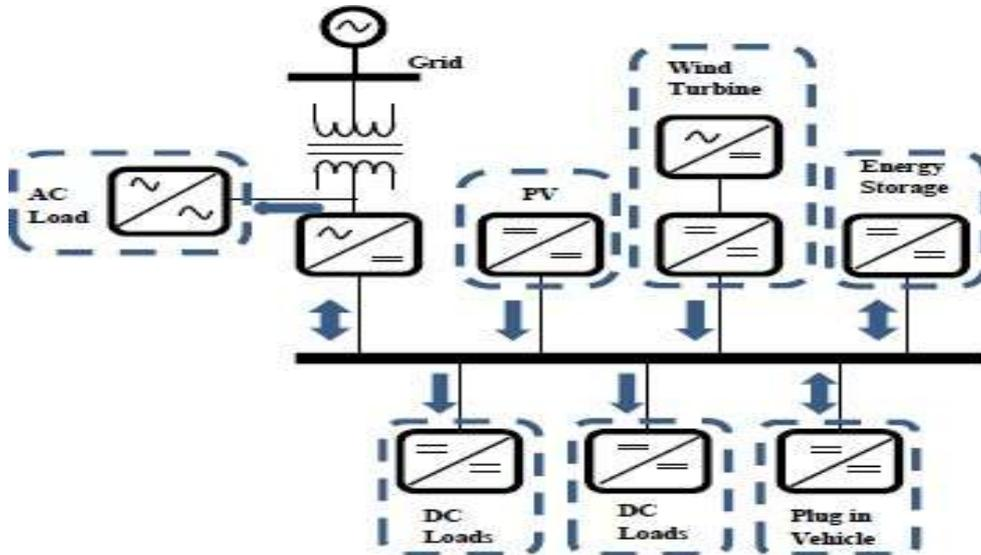 Grid
Wind
Turbine
AC
Load
PV
Energy
Storage
DC
Loads
DC
Loads
Plug in
Vehicle